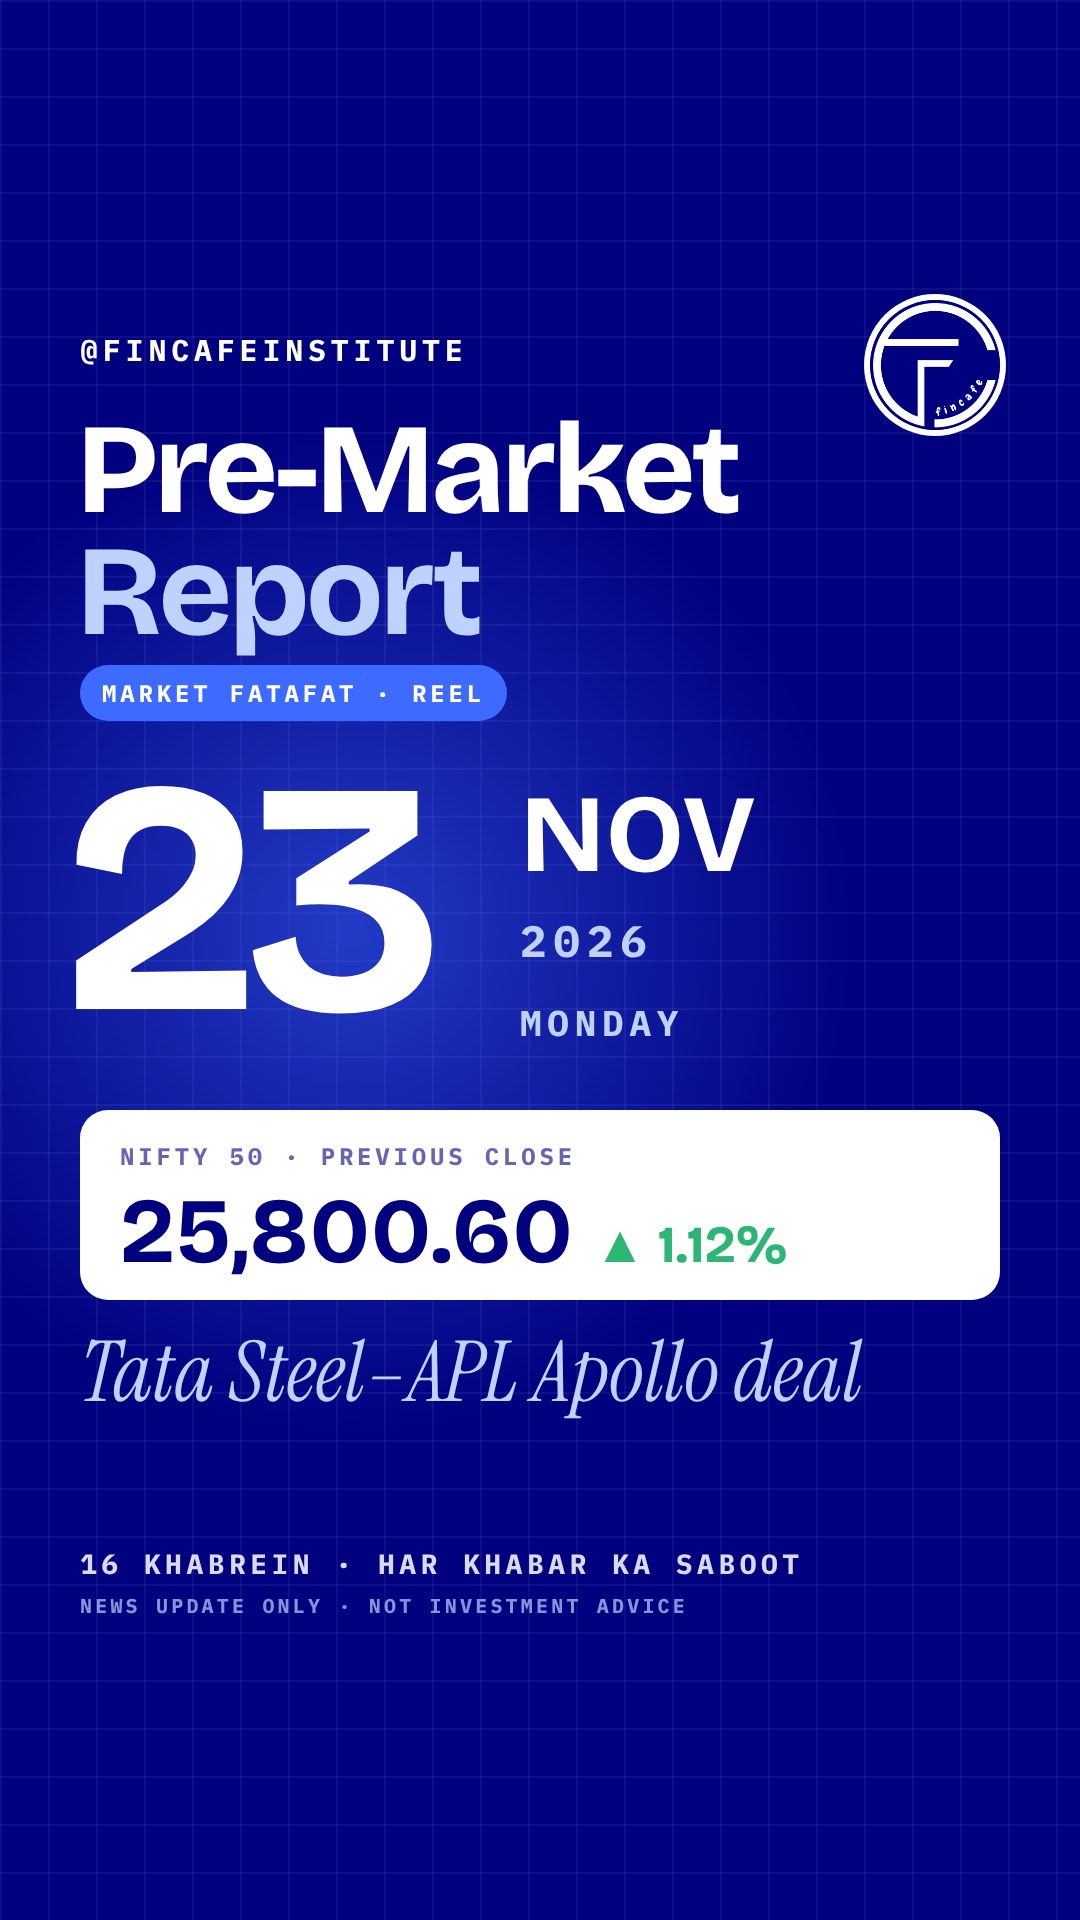 @FINCAFEINSTITUTE
fincafe
Pre-Market
Report
MARKET FATAFAT · REEL
23
NOV
2026
MONDAY
NIFTY 50 · PREVIOUS CLOSE
25,800.60 ▲ 1.12%
Tata Steel–APL Apollo deal
16 KHABREIN · HAR KHABAR KA SABOOT
NEWS UPDATE ONLY · NOT INVESTMENT ADVICE